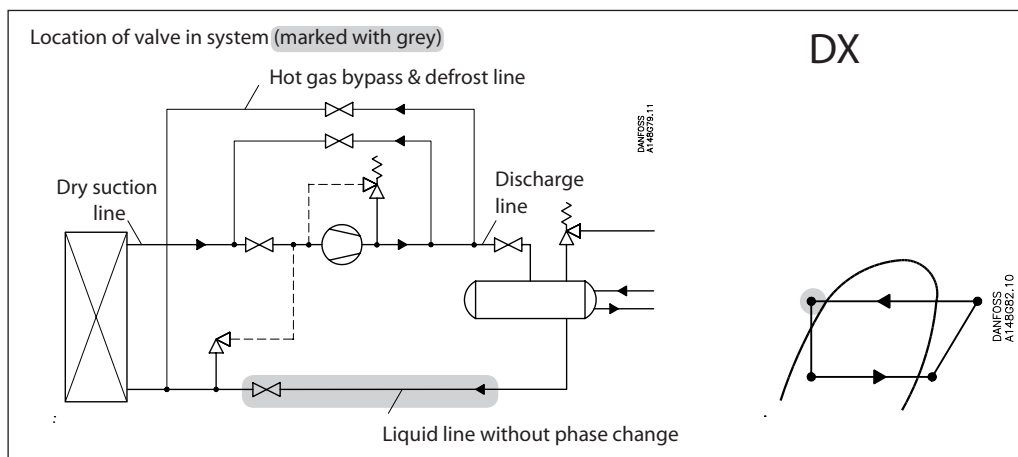 Location of valve in system (marked with grey)
DX
Hot gas bypass & defrost line
DANFOSS
A148G79.11
Dry suction
line
Discharge
line
DANFOSS
A148G82.10
Liquid line without phase change